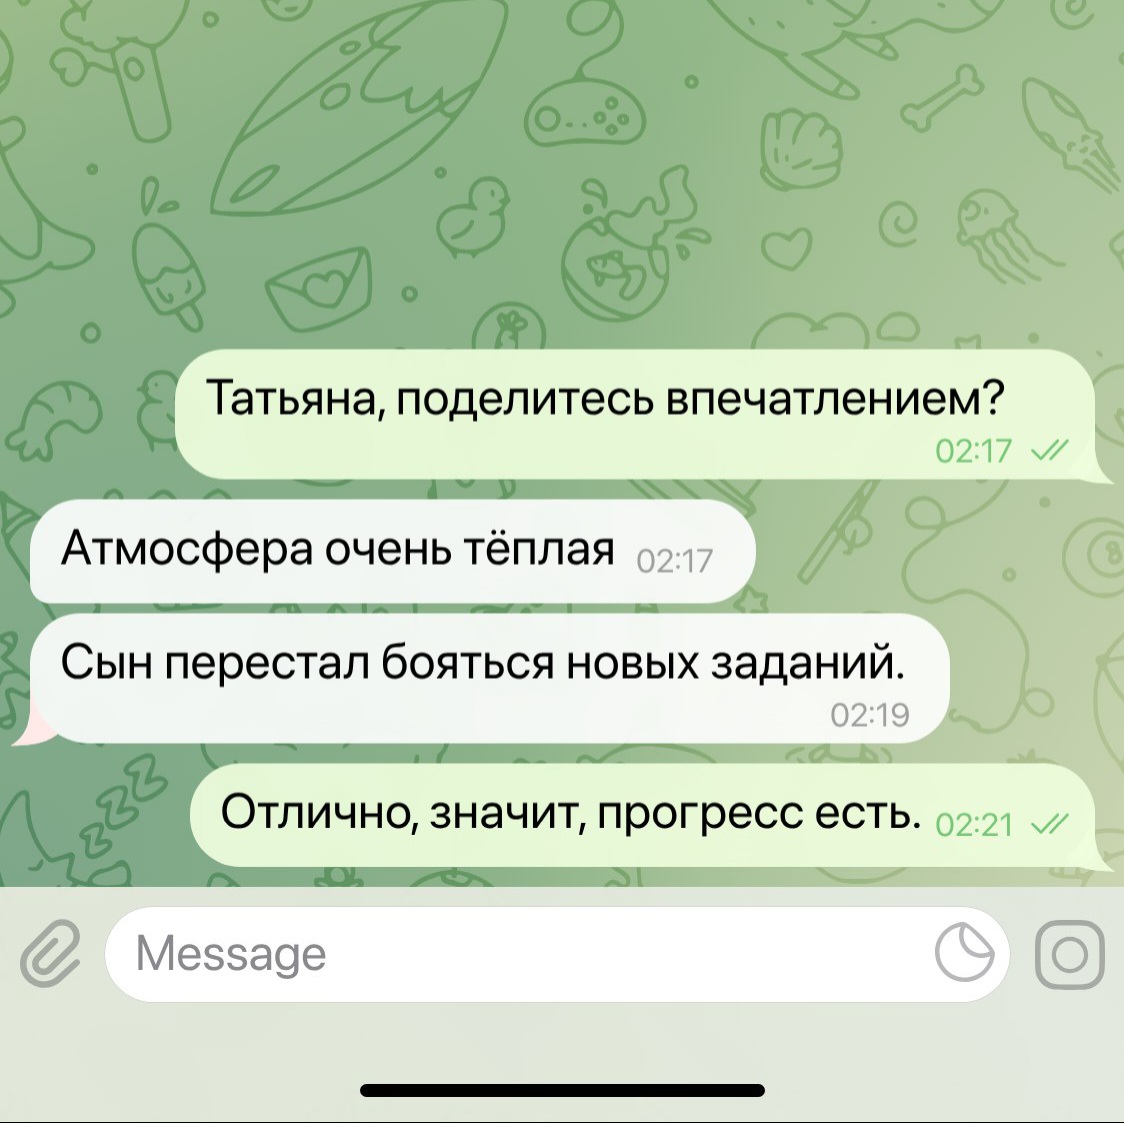 Татьяна, поделитесь впечатлением?
02:17
Атмосфера очень тёплая 02:17
Сын перестал бояться новых заданий.
02:19
Отлично, значит, прогресс есть. 02:21
Message